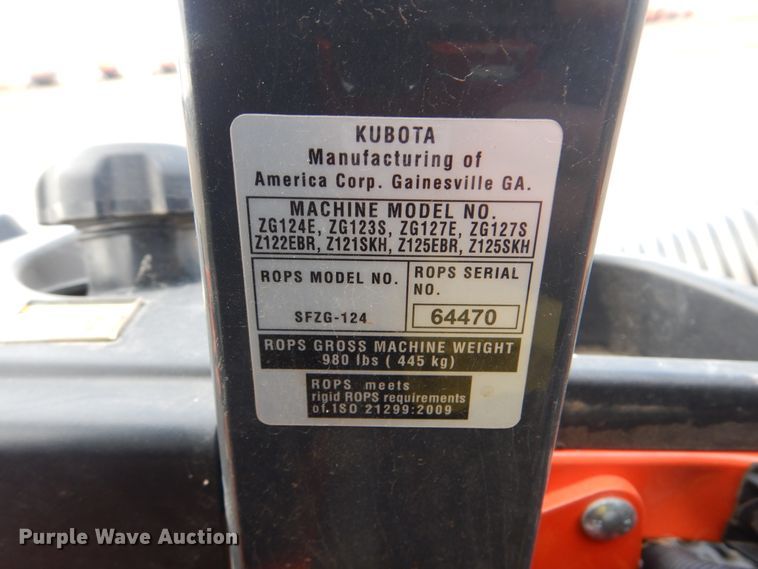 KUBOTA
Manufacturing of
America Corp. Gainesville GA.
MACHINE MODEL NO.
ZG124E, ZG123S, ZG127E, ZG127S
Z122EBR, Z121SKH, Z125EBR, Z125SKH
ROPS MODEL NO.
SFZG-124
ROPS SERIAL
NO.
64470
ROPS GROSS MACHINE WEIGHT
980 lbs ( 445 kg)
ROPS meets
rigid ROPS requirements
of.ISO 21299:2009
Purple Wave Auction